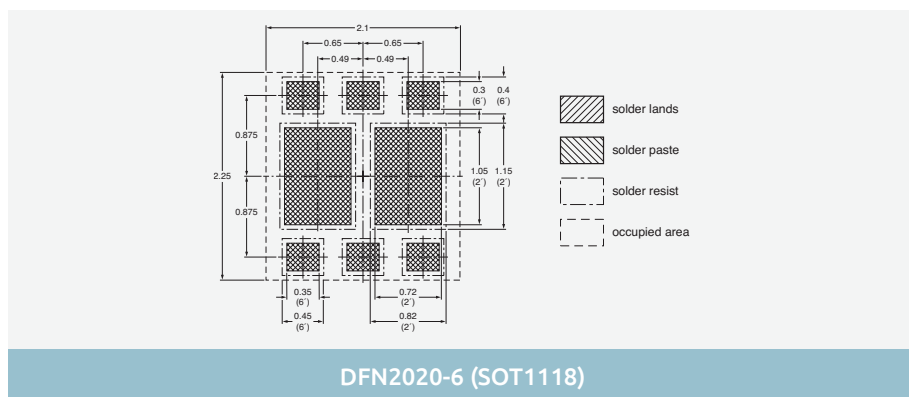 2.1
0.65 0.65
0.49 0.49
0.3 0.4
(6´) (6´)
solder lands
0.875
solder paste
2.25
1.05 1.15
(2´) (2´)
solder resist
0.875
occupied area
0.35 0.72
(6´) (2´)
0.45 0.82
(6´) (2´)
DFN2020-6 (SOT1118)